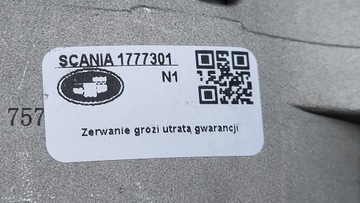 SCANIA 1777301
N1
757
Zerwanie grozi utratą gwarancji